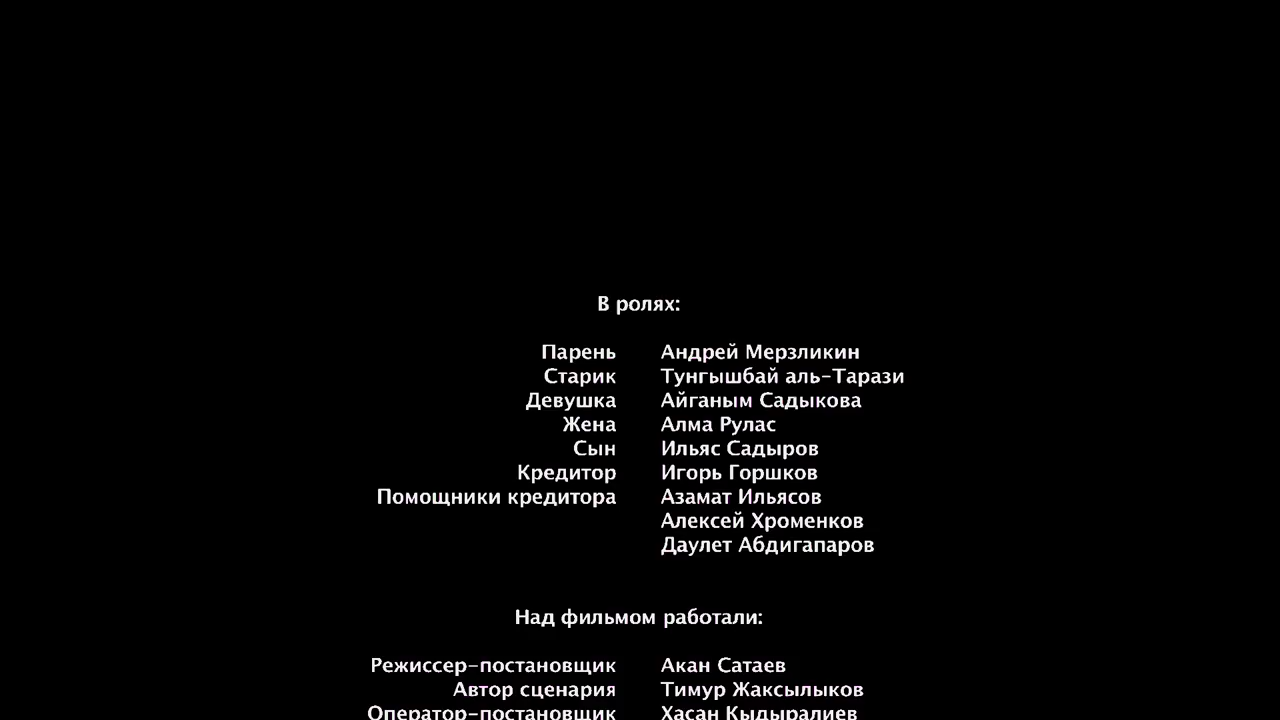 В ролях:
Парень Андрей Мерзликин
Старик Тунгышбай аль-Тарази
Девушка Айганым Садыкова
Жена Алма Рулас
Сын Ильяс Садыров
Кредитор Игорь Горшков
Помощники кредитора Азамат Ильясов
Алексей Хроменков
Даулет Абдигапаров
Над фильмом работали:
Режиссер-постановщик Акан Сатаев
Автор сценария Тимур Жаксылыков
Оператор-постановщик Хасан Кыдыралиев